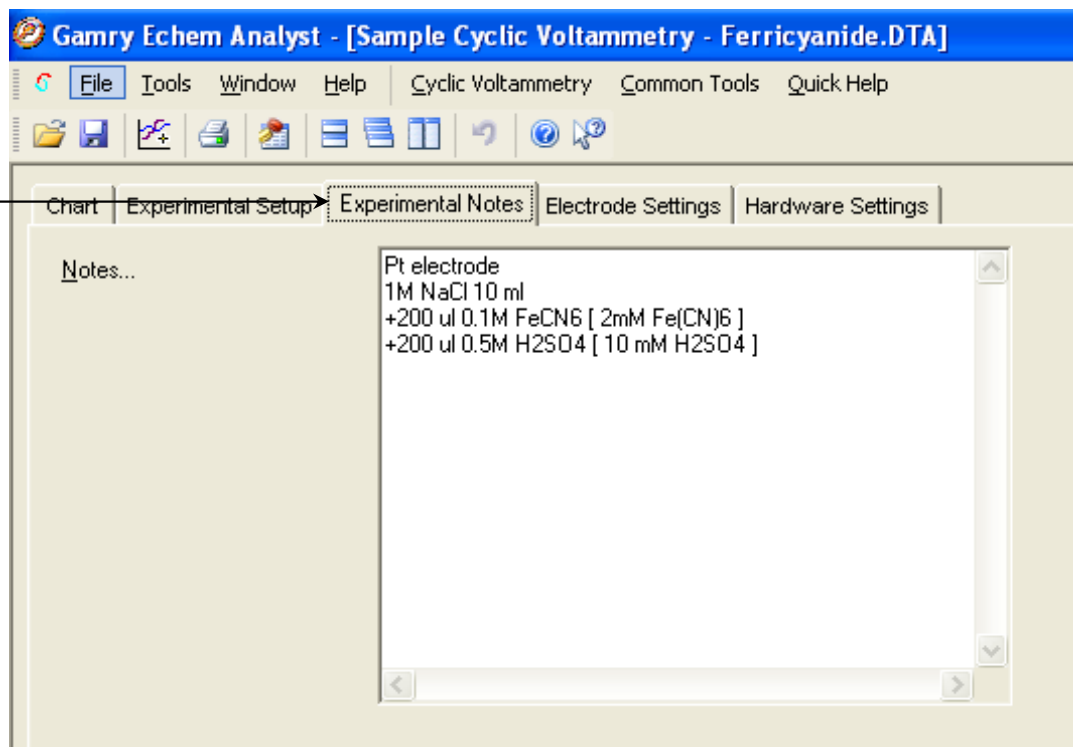 Gamry Echem Analyst - [Sample Cyclic Voltammetry - Ferricyanide.DTA]
File Tools Window Help Cyclic Voltammetry Common Tools Quick Help
Chart Experimental Setup Experimental Notes Electrode Settings Hardware Settings
Notes...
Pt electrode
1M NaCl 10 ml
+200 ul 0.1M FeCN6 [ 2mM Fe(CN)6 ]
+200 ul 0.5M H2SO4 [ 10 mM H2SO4 ]